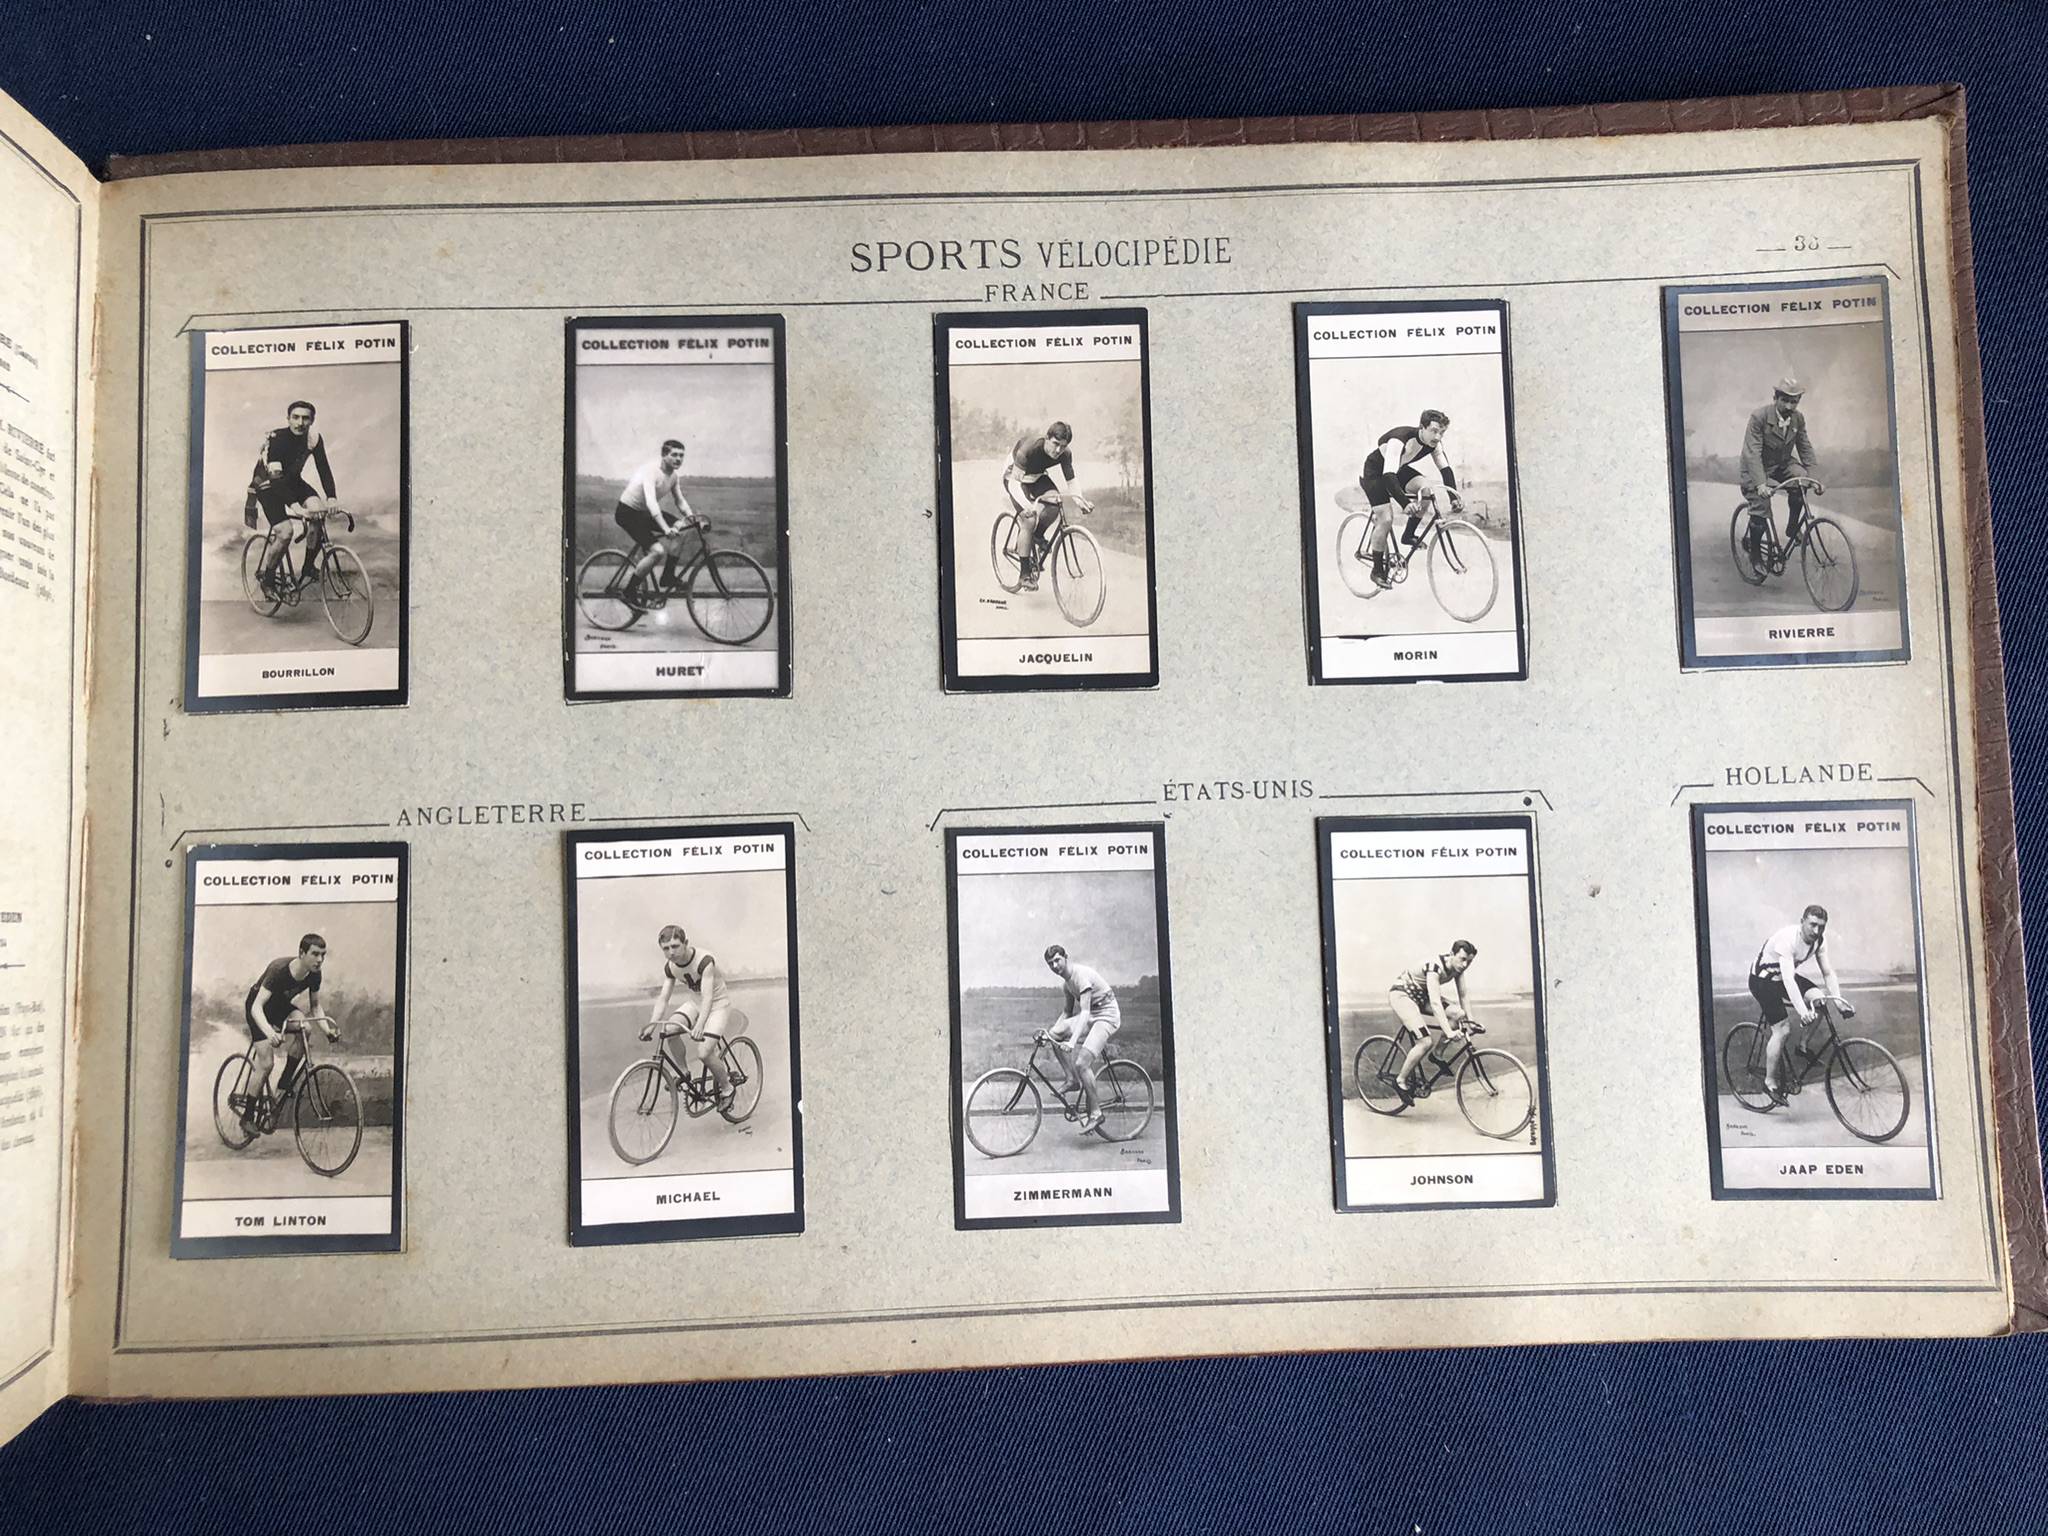 SPORTS VÉLOCIPÉDIE
FRANCE
COLLECTION FÉLIX POTIN
BOURRILLON
COLLECTION FÉLIX POTIN
HURET
COLLECTION FÉLIX POTIN
JACQUELIN
COLLECTION FÉLIX POTIN
MORIN
COLLECTION FÉLIX POTIN
RIVIERRE
ANGLETERRE
ÉTATS-UNIS
HOLLANDE
COLLECTION FÉLIX POTIN
TOM LINTON
COLLECTION FÉLIX POTIN
MICHAEL
COLLECTION FÉLIX POTIN
ZIMMERMANN
COLLECTION FÉLIX POTIN
JOHNSON
COLLECTION FÉLIX POTIN
JAAP EDEN